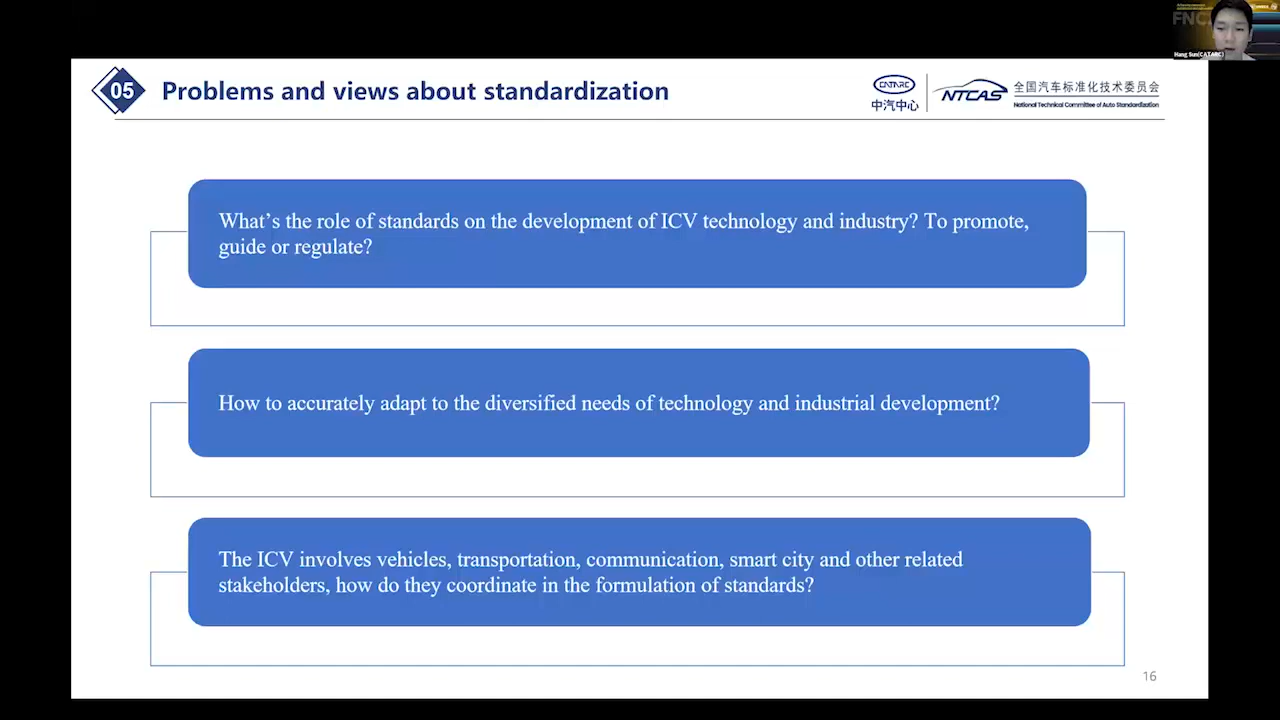 05
Problems and views about standardization
CATARC
中汽中心
NTCAS
全国汽车标准化技术委员会
National Technical Committee of Auto Standardization
What’s the role of standards on the development of ICV technology and industry? To promote,
guide or regulate?
How to accurately adapt to the diversified needs of technology and industrial development?
The ICV involves vehicles, transportation, communication, smart city and other related
stakeholders, how do they coordinate in the formulation of standards?
16
Hang Sun(CATARC)